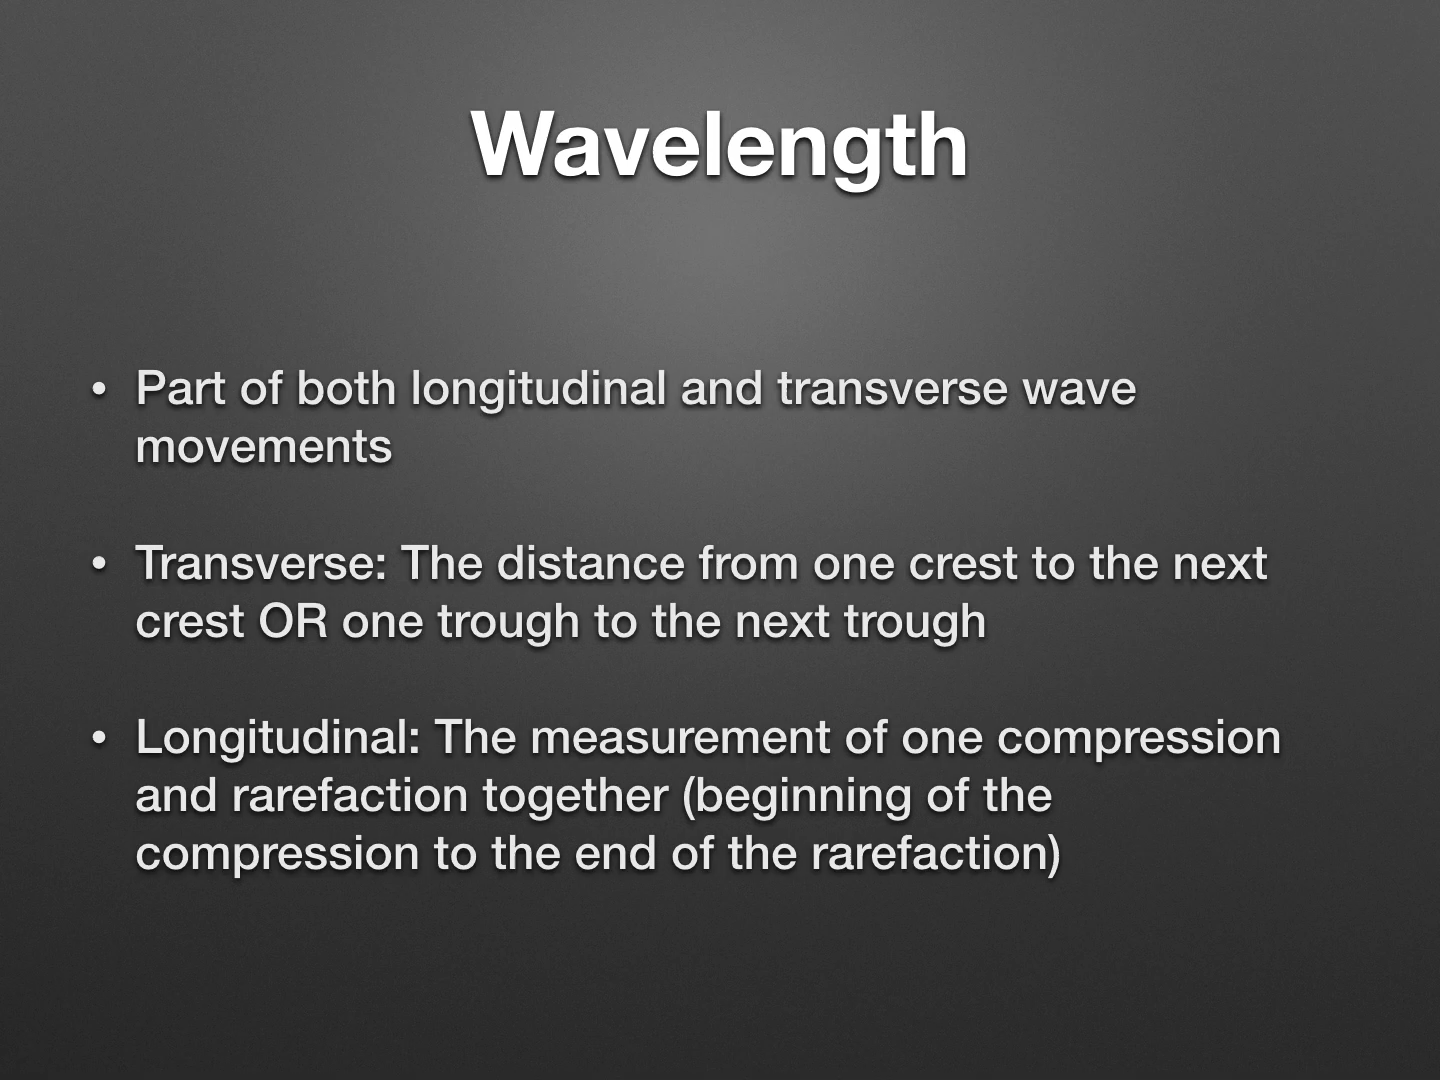 Wavelength
• Part of both longitudinal and transverse wave
movements
• Transverse: The distance from one crest to the next
crest OR one trough to the next trough
• Longitudinal: The measurement of one compression
and rarefaction together (beginning of the
compression to the end of the rarefaction)